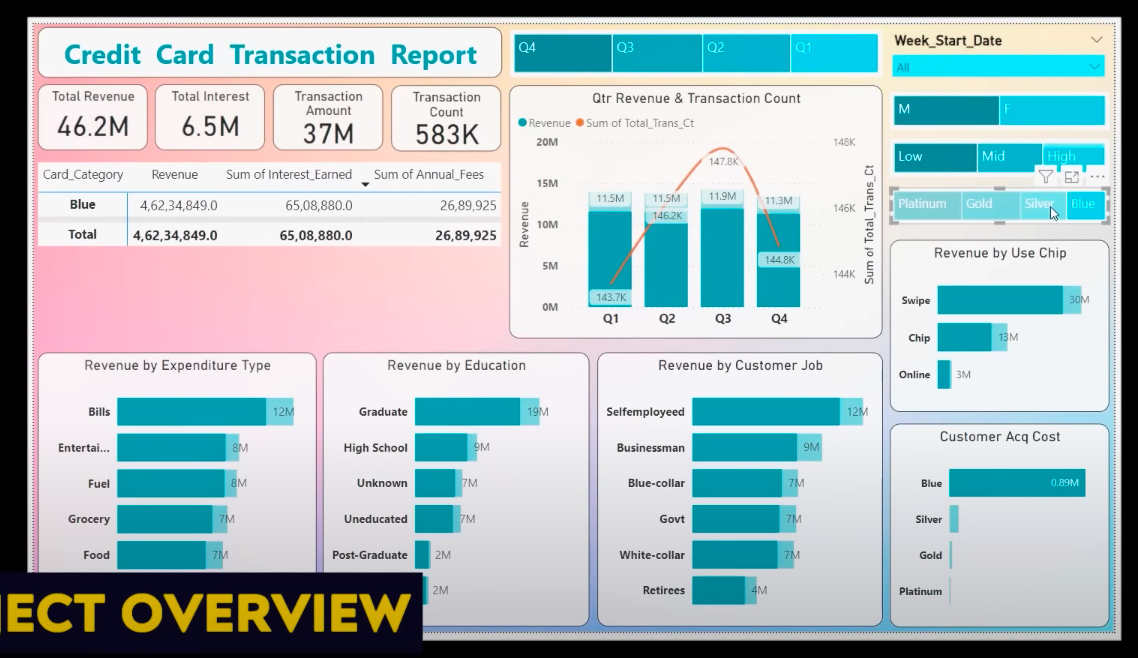 Credit Card Transaction Report
Q4 Q3 Q2 Q1
Week_Start_Date
All
M F
Low Mid High
Platinum Gold Silver Blue
Total Revenue
46.2M
Total Interest
6.5M
Transaction
Amount
37M
Transaction
Count
583K
Card_Category Revenue Sum of Interest_Earned Sum of Annual_Fees
Blue 4,62,34,849.0 65,08,880.0 26,89,925
Total 4,62,34,849.0 65,08,880.0 26,89,925
Qtr Revenue & Transaction Count
Revenue Sum of Total_Trans_Ct
Revenue
20M
15M
10M
5M
0M
11.5M 11.5M 11.9M 11.3M
143.7K 146.2K 147.8K 144.8K
Q1 Q2 Q3 Q4
148K
146K
144K
Sum of Total_Trans_Ct
Revenue by Use Chip
Swipe 30M
Chip 13M
Online 3M
Revenue by Expenditure Type
Bills 12M
Entertai... 8M
Fuel 8M
Grocery 7M
Food 7M
Revenue by Education
Graduate 19M
High School 9M
Unknown 7M
Uneducated 7M
Post-Graduate 2M
2M
Revenue by Customer Job
Selfemployeed 12M
Businessman 9M
Blue-collar 7M
Govt 7M
White-collar 7M
Retirees 4M
Customer Acq Cost
Blue 0.89M
Silver
Gold
Platinum
JECT OVERVIEW